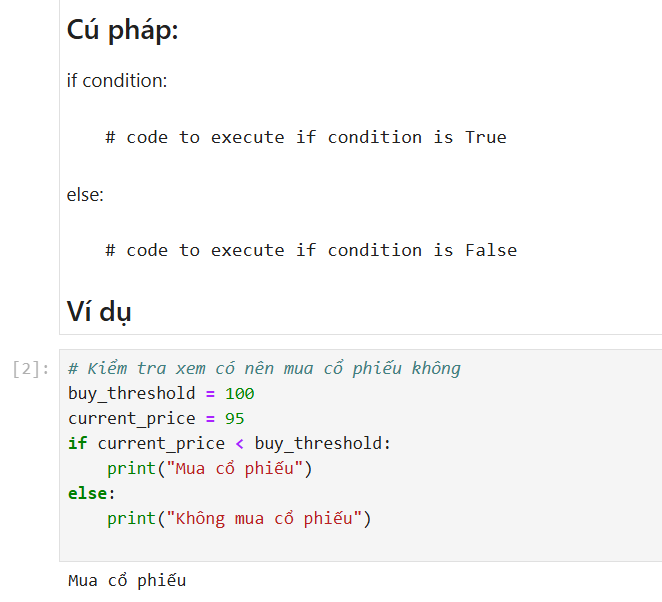 Cú pháp:
if condition:
# code to execute if condition is True
else:
# code to execute if condition is False
Ví dụ
[2]:
# Kiểm tra xem có nên mua cổ phiếu không
buy_threshold = 100
current_price = 95
if current_price < buy_threshold:
    print("Mua cổ phiếu")
else:
    print("Không mua cổ phiếu")
Mua cổ phiếu